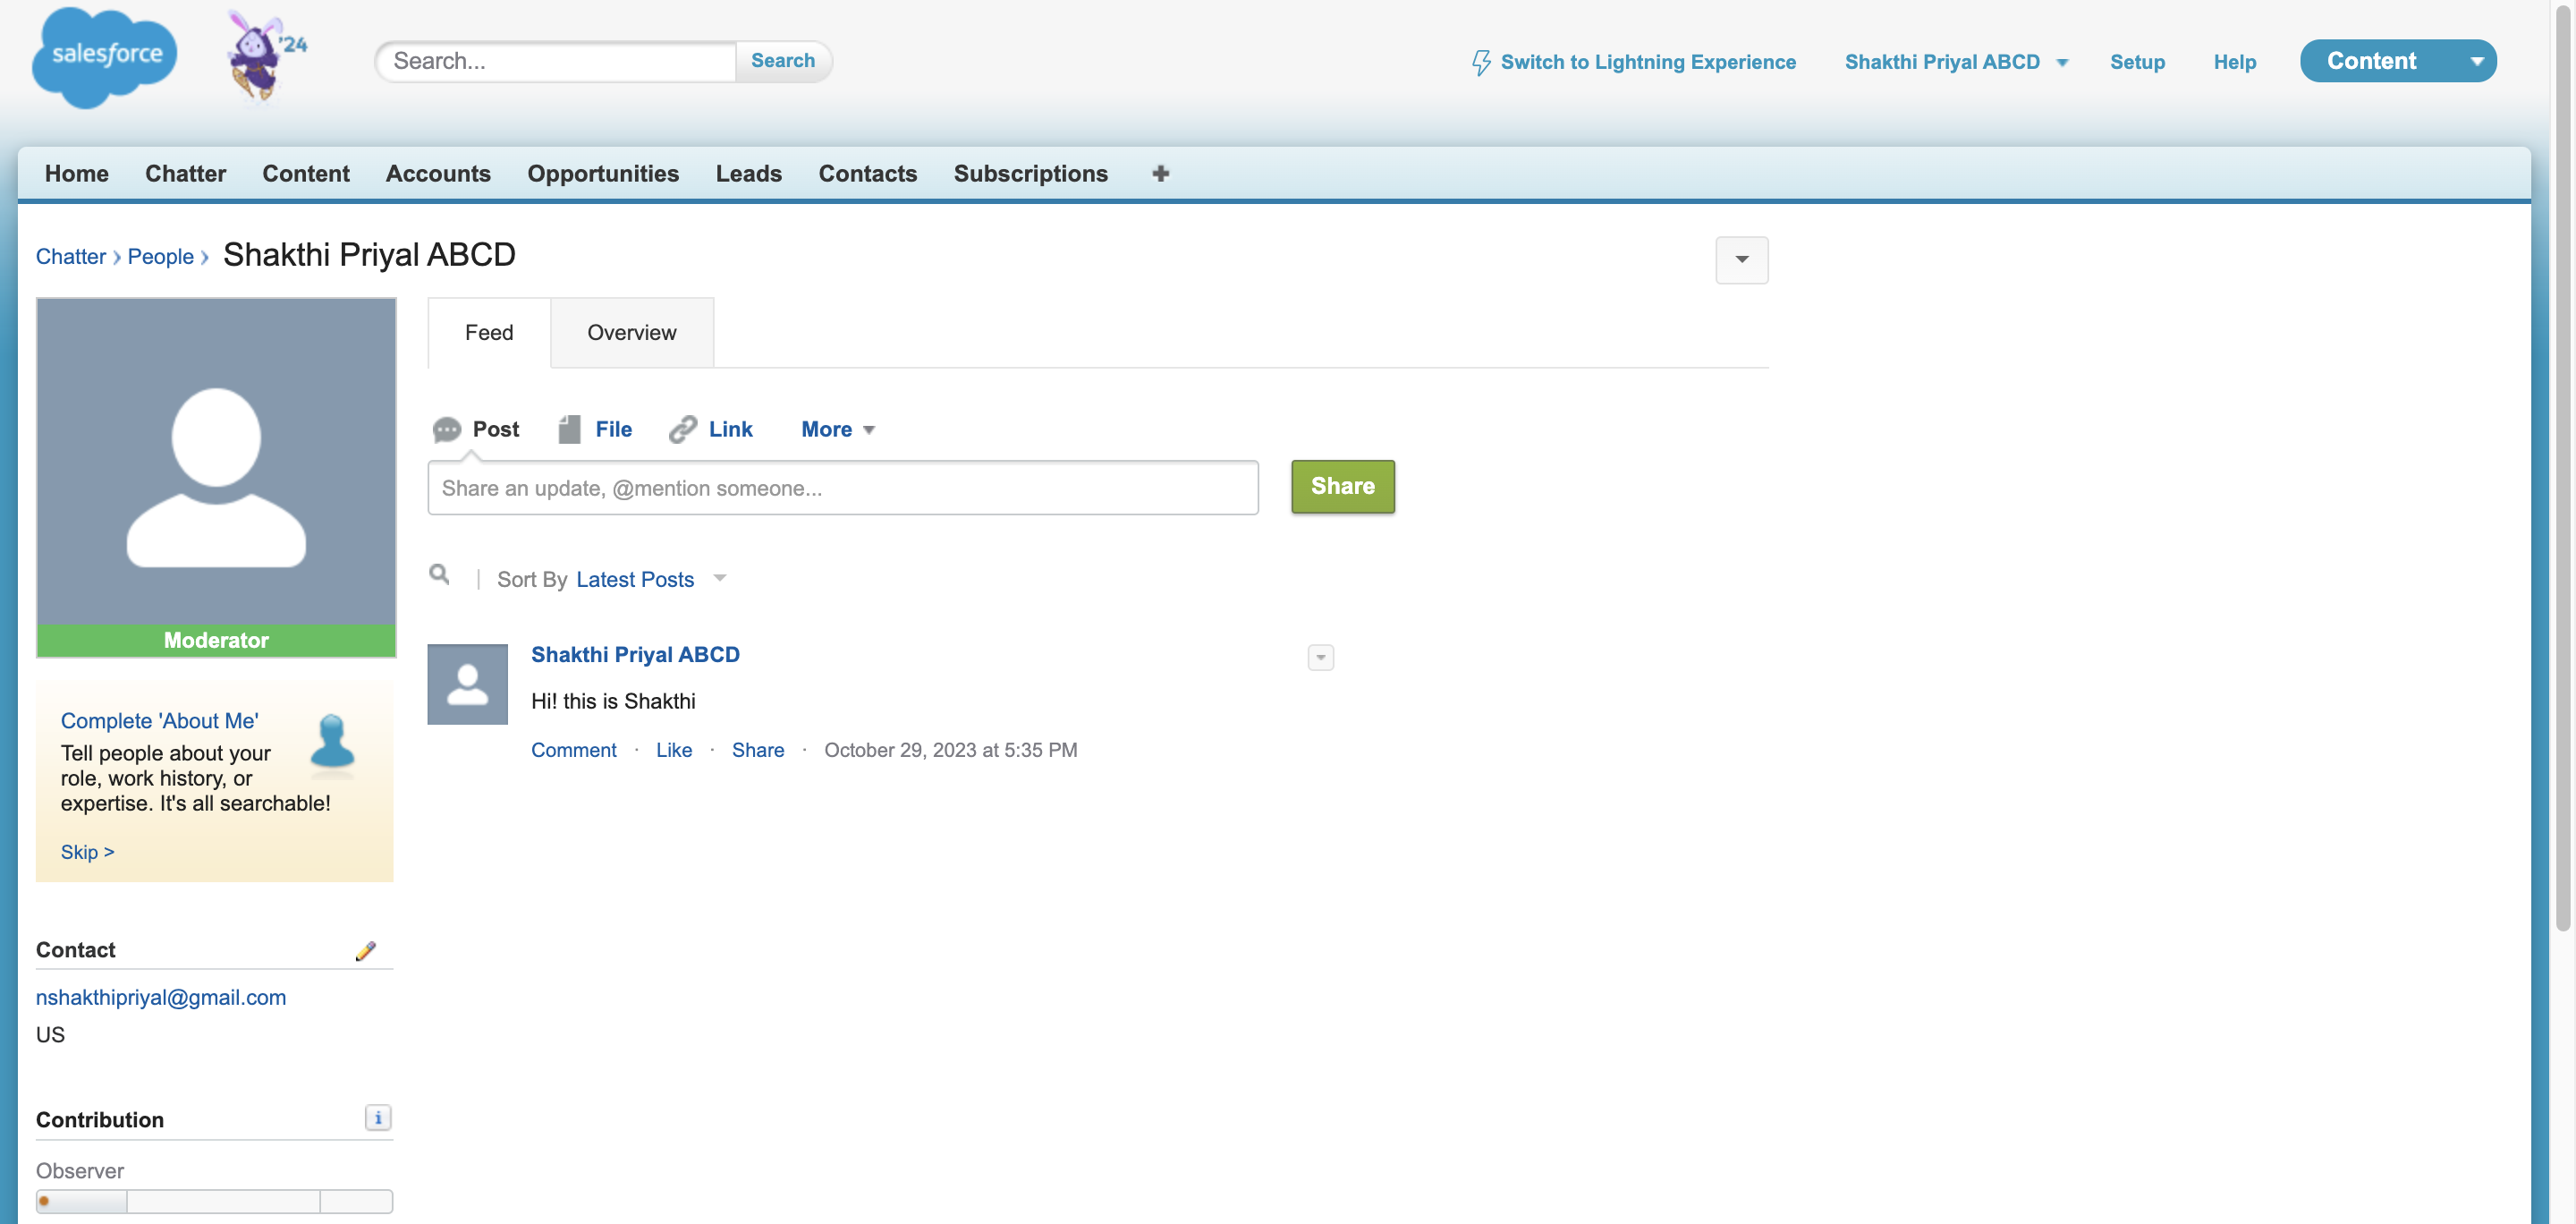 salesforce
'24
Search...
Search
Switch to Lightning Experience
Shakthi Priyal ABCD
Setup
Help
Content
Home
Chatter
Content
Accounts
Opportunities
Leads
Contacts
Subscriptions
Chatter › People › Shakthi Priyal ABCD
Feed
Overview
Post
File
Link
More
Share an update, @mention someone...
Share
| Sort By Latest Posts
Moderator
Shakthi Priyal ABCD
Hi! this is Shakthi
Comment · Like · Share · October 29, 2023 at 5:35 PM
Complete 'About Me'
Tell people about your
role, work history, or
expertise. It's all searchable!
Skip >
Contact
nshakthipriyal@gmail.com
US
Contribution
i
Observer